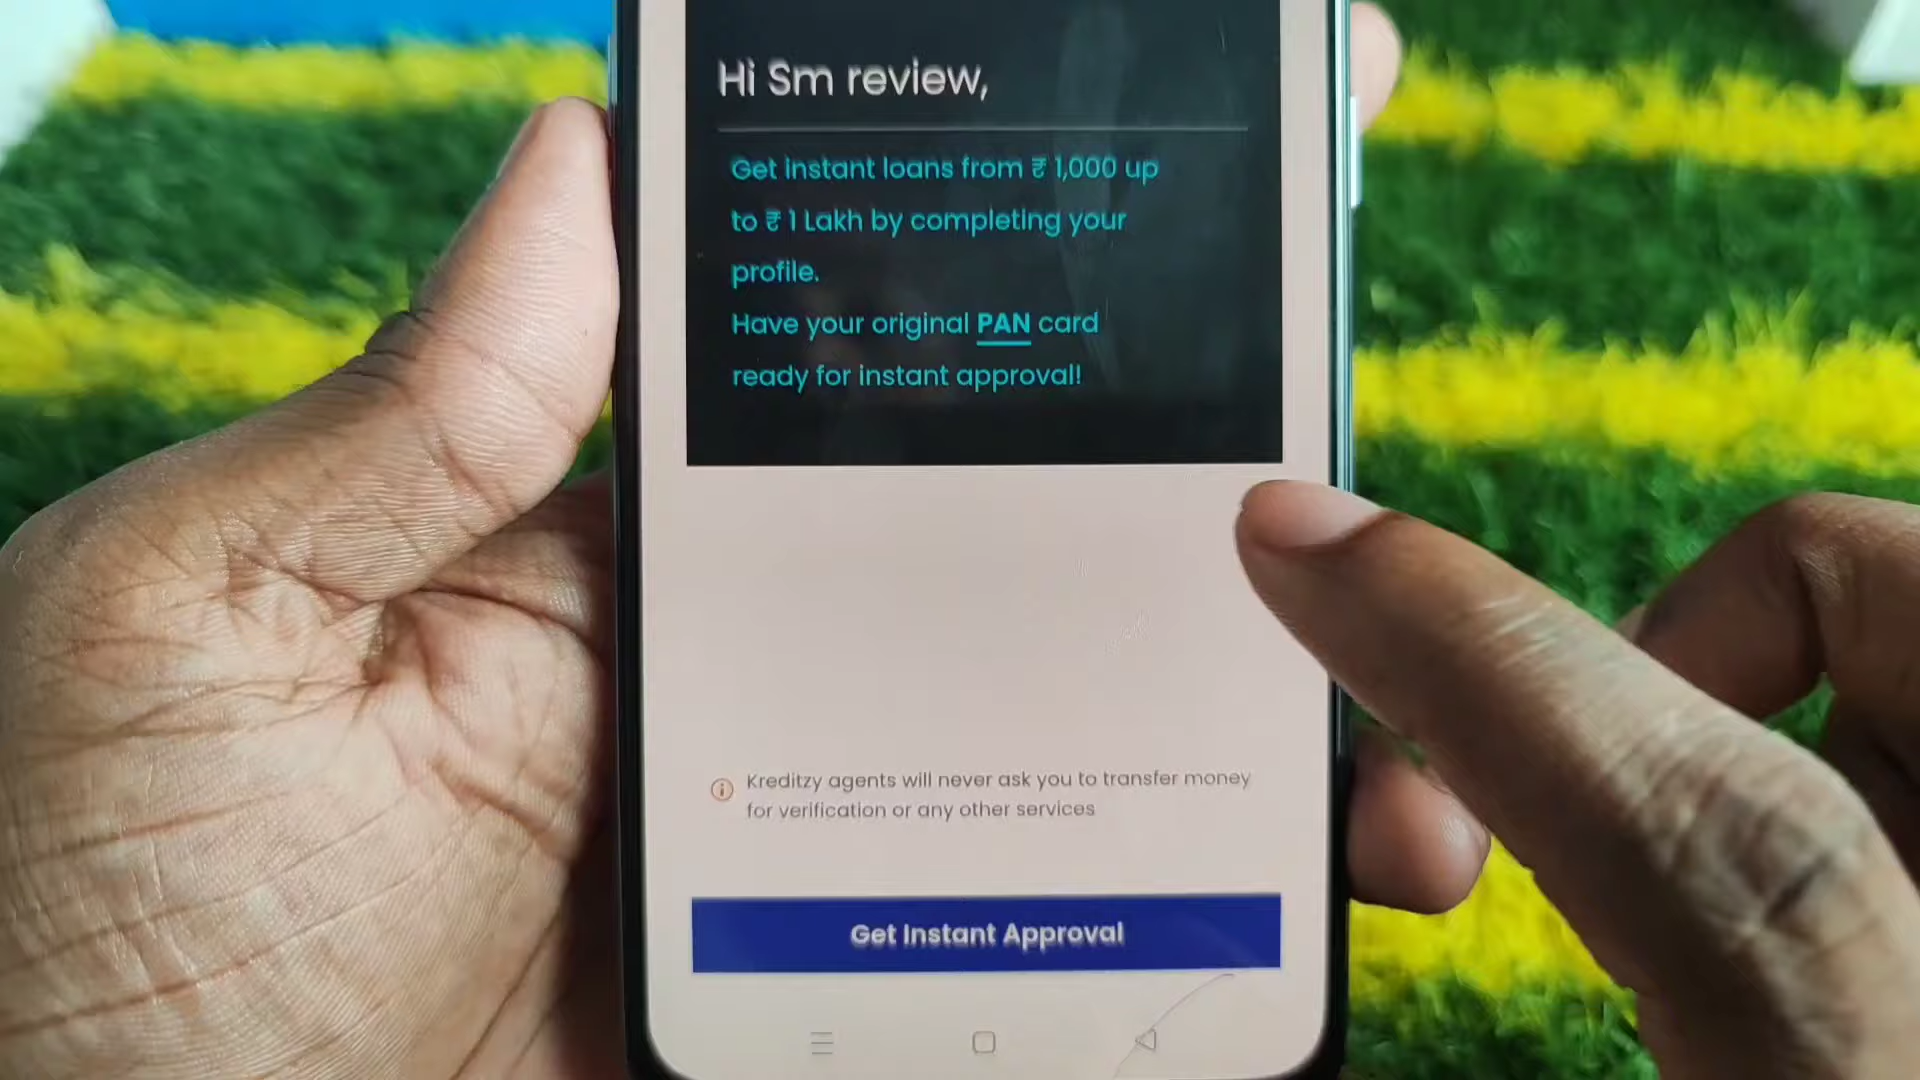 Hi Sm review,
Get instant loans from ₹ 1,000 up
to ₹ 1 Lakh by completing your
profile.
Have your original PAN card
ready for instant approval!
Kreditzy agents will never ask you to transfer money
for verification or any other services
Get Instant Approval